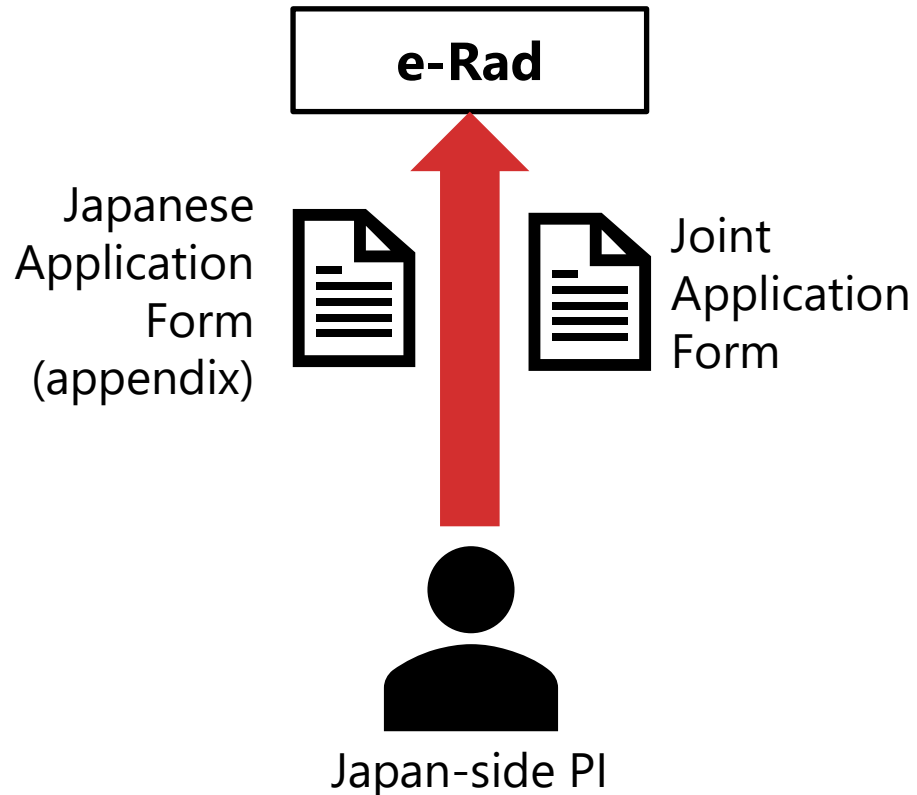 e-Rad
Japanese
Application
Form
(appendix)
Joint
Application
Form
Japan-side PI